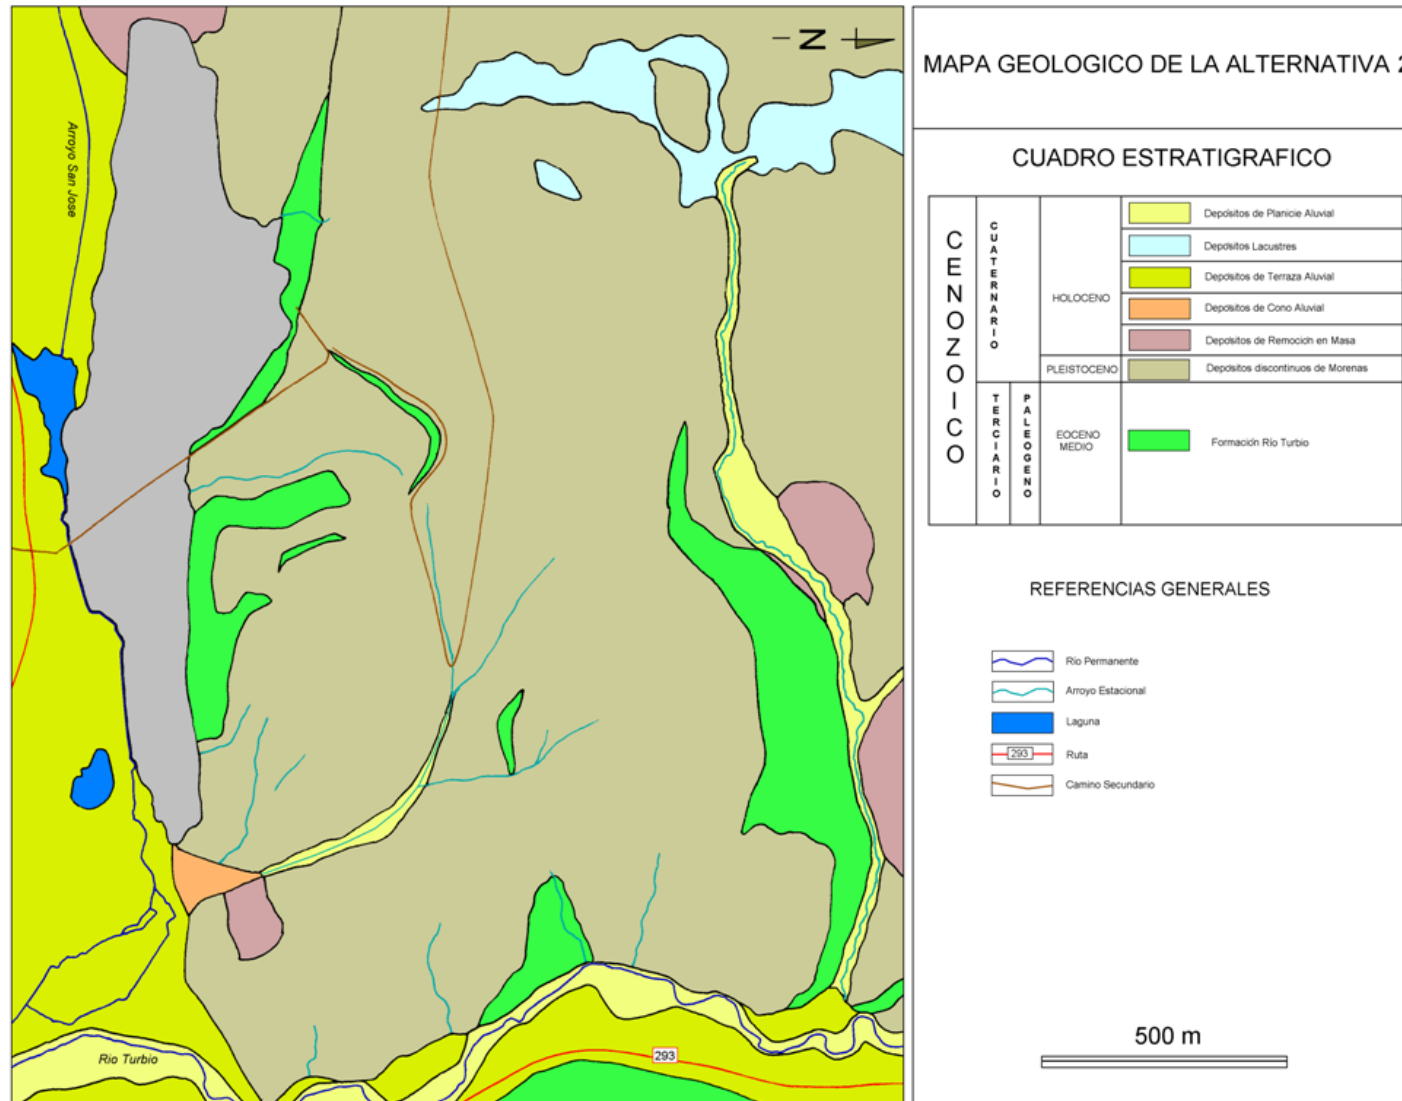 N
Arroyo San Jose
Rio Turbio
293
MAPA GEOLOGICO DE LA ALTERNATIVA 2
CUADRO ESTRATIGRAFICO
CENOZOICO
CUATERNARIO
HOLOCENO
Depósitos de Planicie Aluvial
Depósitos Lacustres
Depósitos de Terraza Aluvial
Depósitos de Cono Aluvial
Depósitos de Remoción en Masa
PLEISTOCENO
Depósitos discontinuos de Morenas
TERCIARIO
PALEOGENO
EOCENO
MEDIO
Formación Río Turbio
REFERENCIAS GENERALES
Río Permanente
Arroyo Estacional
Laguna
293
Ruta
Camino Secundario
500 m